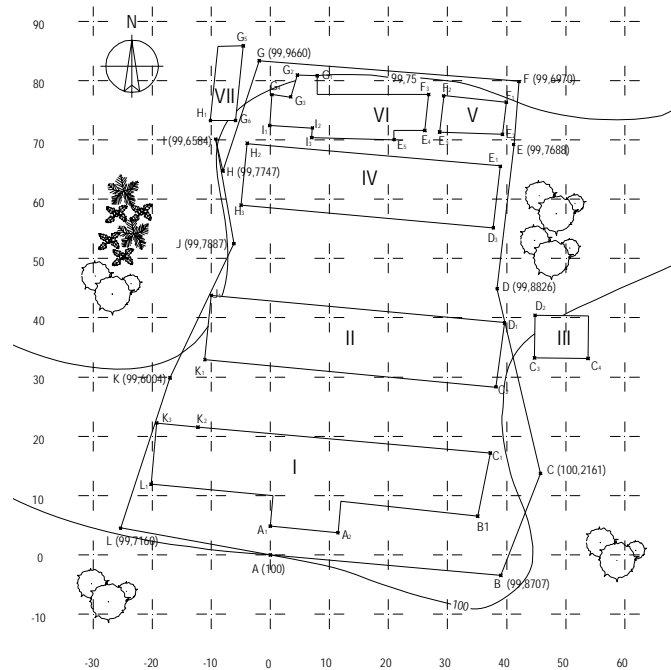 90 N G₅ G (99,9660)
G₂ G₁ 99,75 F (99,6970)
80 G₄ G₃ F₃ F₂ F₁
VII VI V
H₁ G₆ I₁ I₂ I₃ E₅ E₄ E₃ E₂
70 I (99,6584) E (99,7688)
H₂ E₁
H (99,7747) IV
60 H₃
D₃
J (99,7887)
50
D (99,8826)
J₁ D₂
40 D₁
II III
K₁ C₃ C₄
30 K (99,6004) C₂
K₃ K₂
20
C₁
I C (100,2161)
L₁
10
A₁ A₂ B1
L (99,7160)
0
A (100) B (99,8707)
100
-10
-30 -20 -10 0 10 20 30 40 50 60